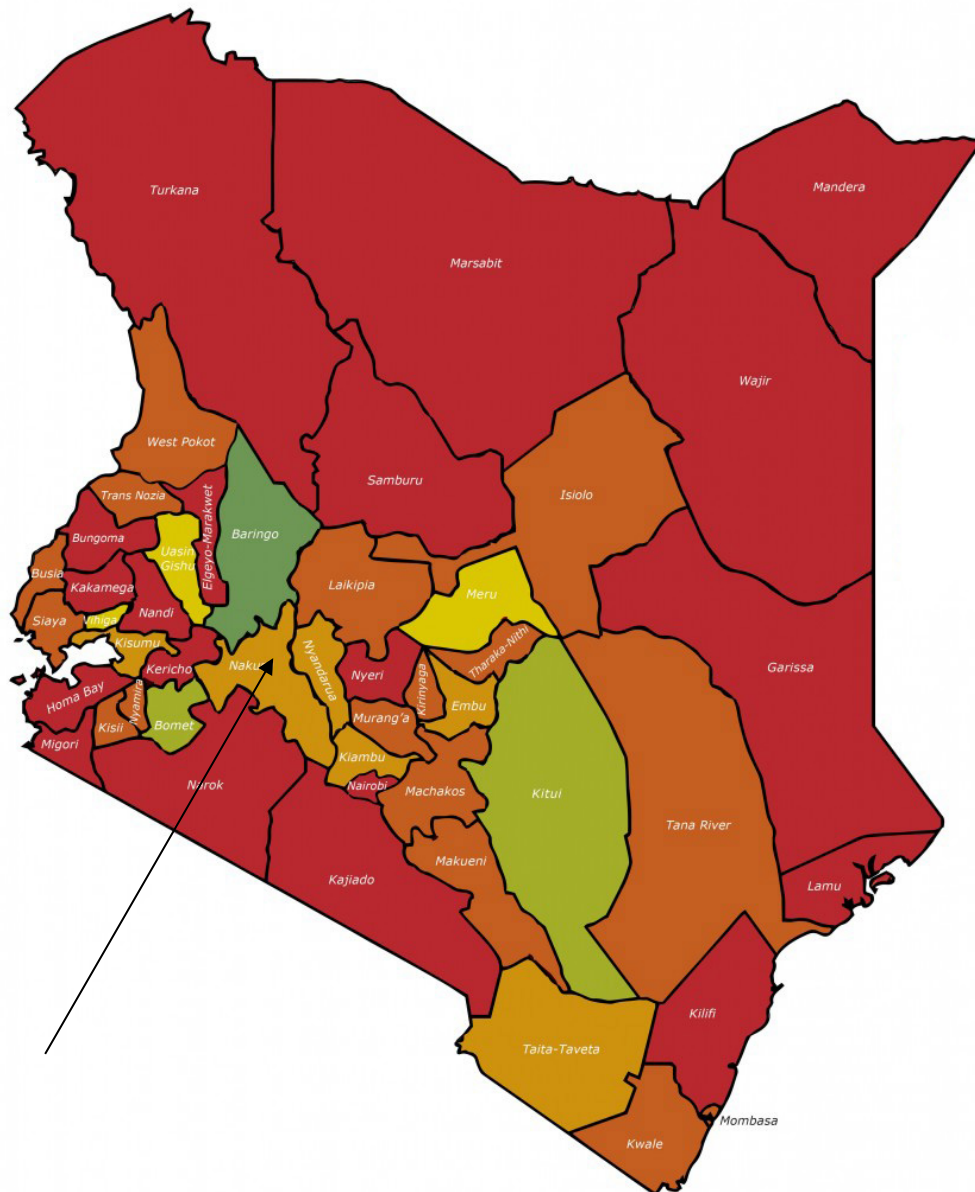 Turkana
Mandera
Marsabit
Wajir
West Pokot
Samburu
Trans Nozia
Elgeyo-Marakwet
Isiolo
Baringo
Bungoma
Uasin
Gishu
Busia
Kakamega
Laikipia
Meru
Siaya
Vihiga
Nandi
Kisumu
Tharaka-Nithi
Garissa
Nyandarua
Kericho
Nyeri
Kirinyaga
Homa Bay
Nyamira
Embu
Murang'a
Bomet
Kisii
Migori
Kiambu
Narok
Nairobi
Machakos
Kitui
Tana River
Makueni
Kajiado
Lamu
Kilifi
Taita-Taveta
Mombasa
Kwale